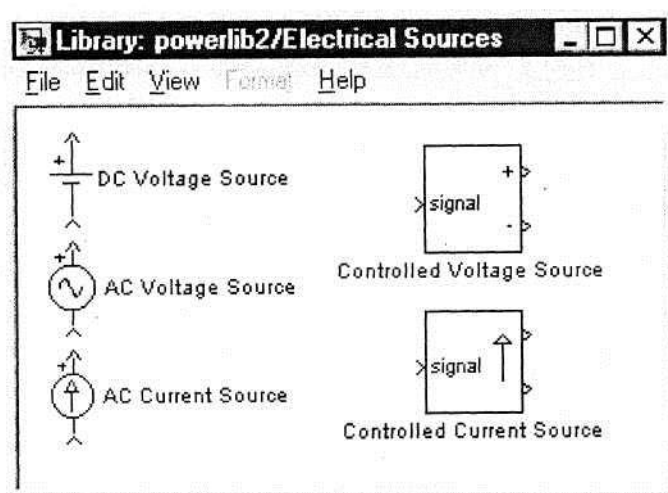 Library: powerlib2/Electrical Sources
File Edit View Format Help
+
DC Voltage Source
+
AC Voltage Source
+
AC Current Source
+
signal
-
Controlled Voltage Source
signal
Controlled Current Source